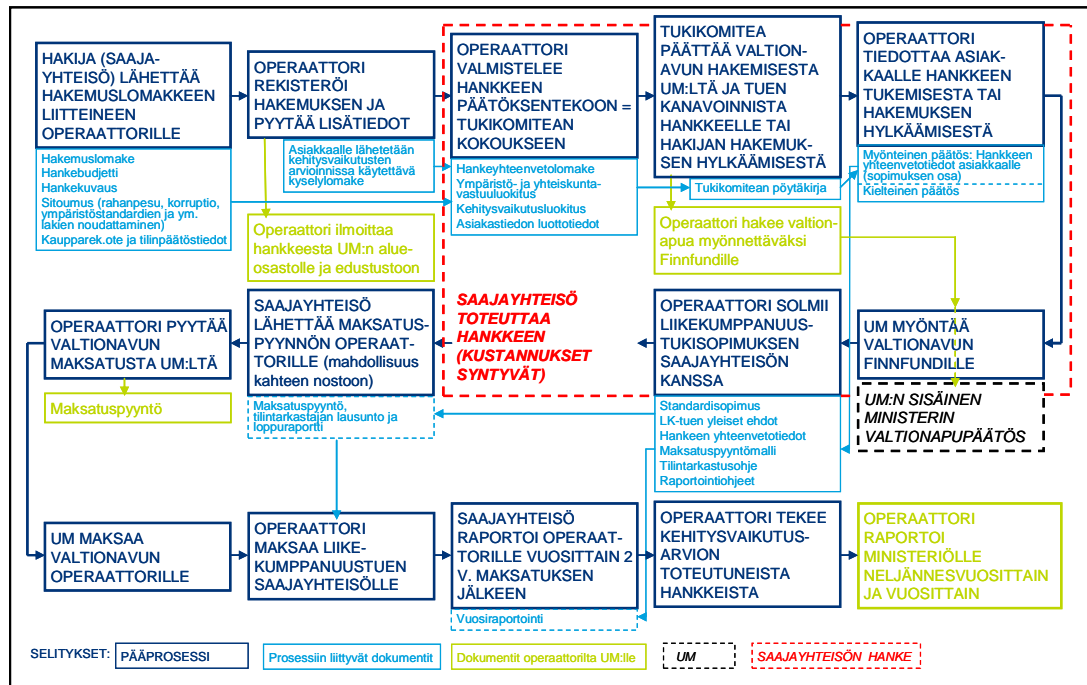 HAKIJA (SAAJA-
YHTEISÖ) LÄHETTÄÄ
HAKEMUSLOMAKKEEN
LIITTEINEEN
OPERAATTORILLE
Hakemuslomake
Hankebudjetti
Hankekuvaus
Sitoumus (rahanpesu, korruptio,
ympäristöstandardien ja ym.
lakien noudattaminen)
Kaupparek.ote ja tilinpäätöstiedot
OPERAATTORI
REKISTERÖI
HAKEMUKSEN JA
PYYTÄÄ LISÄTIEDOT
Asiakkaalle lähetetään
kehitysvaikutusten
arvioinnissa käytettävä
kyselylomake
Operaattori ilmoittaa
hankkeesta UM:n alue-
osastolle ja edustustoon
OPERAATTORI
VALMISTELEE
HANKKEEN
PÄÄTÖKSENTEKOON =
TUKIKOMITEAN
KOKOUKSEEN
Hankeyhteenvetolomake
Ympäristö- ja yhteiskunta-
vastuuluokitus
Kehitysvaikutusluokitus
Asiakastiedon luottotiedot
TUKIKOMITEA
PÄÄTTÄÄ VALTION-
AVUN HAKEMISESTA
UM:LTÄ JA TUEN
KANAVOINNISTA
HANKKEELLE TAI
HAKIJAN HAKEMUK-
SEN HYLKÄÄMISESTÄ
Tukikomitean pöytäkirja
Operaattori hakee valtion-
apua myönnettäväksi
Finnfundille
OPERAATTORI
TIEDOTTAA ASIAK-
KAALLE HANKKEEN
TUKEMISESTA TAI
HAKEMUKSEN
HYLKÄÄMISESTÄ
Myönteinen päätös: Hankkeen
yhteenvetotiedot asiakkaalle
(sopimuksen osa)
Kielteinen päätös
OPERAATTORI PYYTÄÄ
VALTIONAVUN
MAKSATUSTA UM:LTÄ
Maksatuspyyntö
SAAJAYHTEISÖ
LÄHETTÄÄ MAKSATUS-
PYYNNÖN OPERAAT-
TORILLE (mahdollisuus
kahteen nostoon)
Maksatuspyyntö,
tilintarkastajan lausunto ja
loppuraportti
SAAJAYHTEISÖ
TOTEUTTAA
HANKKEEN
(KUSTANNUKSET
SYNTYVÄT)
OPERAATTORI SOLMII
LIIKEKUMPPANUUS-
TUKISOPIMUKSEN
SAAJAYHTEISÖN
KANSSA
Standardisopimus
LK-tuen yleiset ehdot
Hankeen yhteenvetotiedot
Maksatuspyyntömalli
Tilintarkastusohje
Raportointiohjeet
UM MYÖNTÄÄ
VALTIONAVUN
FINNFUNDILLE
UM:N SISÄINEN
MINISTERIN
VALTIONAPUPÄÄTÖS
UM MAKSAA
VALTIONAVUN
OPERAATTORILLE
OPERAATTORI
MAKSAA LIIKE-
KUMPPANUUSTUEN
SAAJAYHTEISÖLLE
SAAJAYHTEISÖ
RAPORTOI OPERAAT-
TORILLE VUOSITTAIN 2
V. MAKSATUKSEN
JÄLKEEN
Vuosiraportointi
OPERAATTORI TEKEE
KEHITYSVAIKUTUS-
ARVION
TOTEUTUNEISTA
HANKKEISTA
OPERAATTORI
RAPORTOI
MINISTERIÖLLE
NELJÄNNESVUOSITTAIN
JA VUOSITTAIN
SELITYKSET:
PÄÄPROSESSI
Prosessiin liittyvät dokumentit
Dokumentit operaattorilta UM:lle
UM
SAAJAYHTEISÖN HANKE